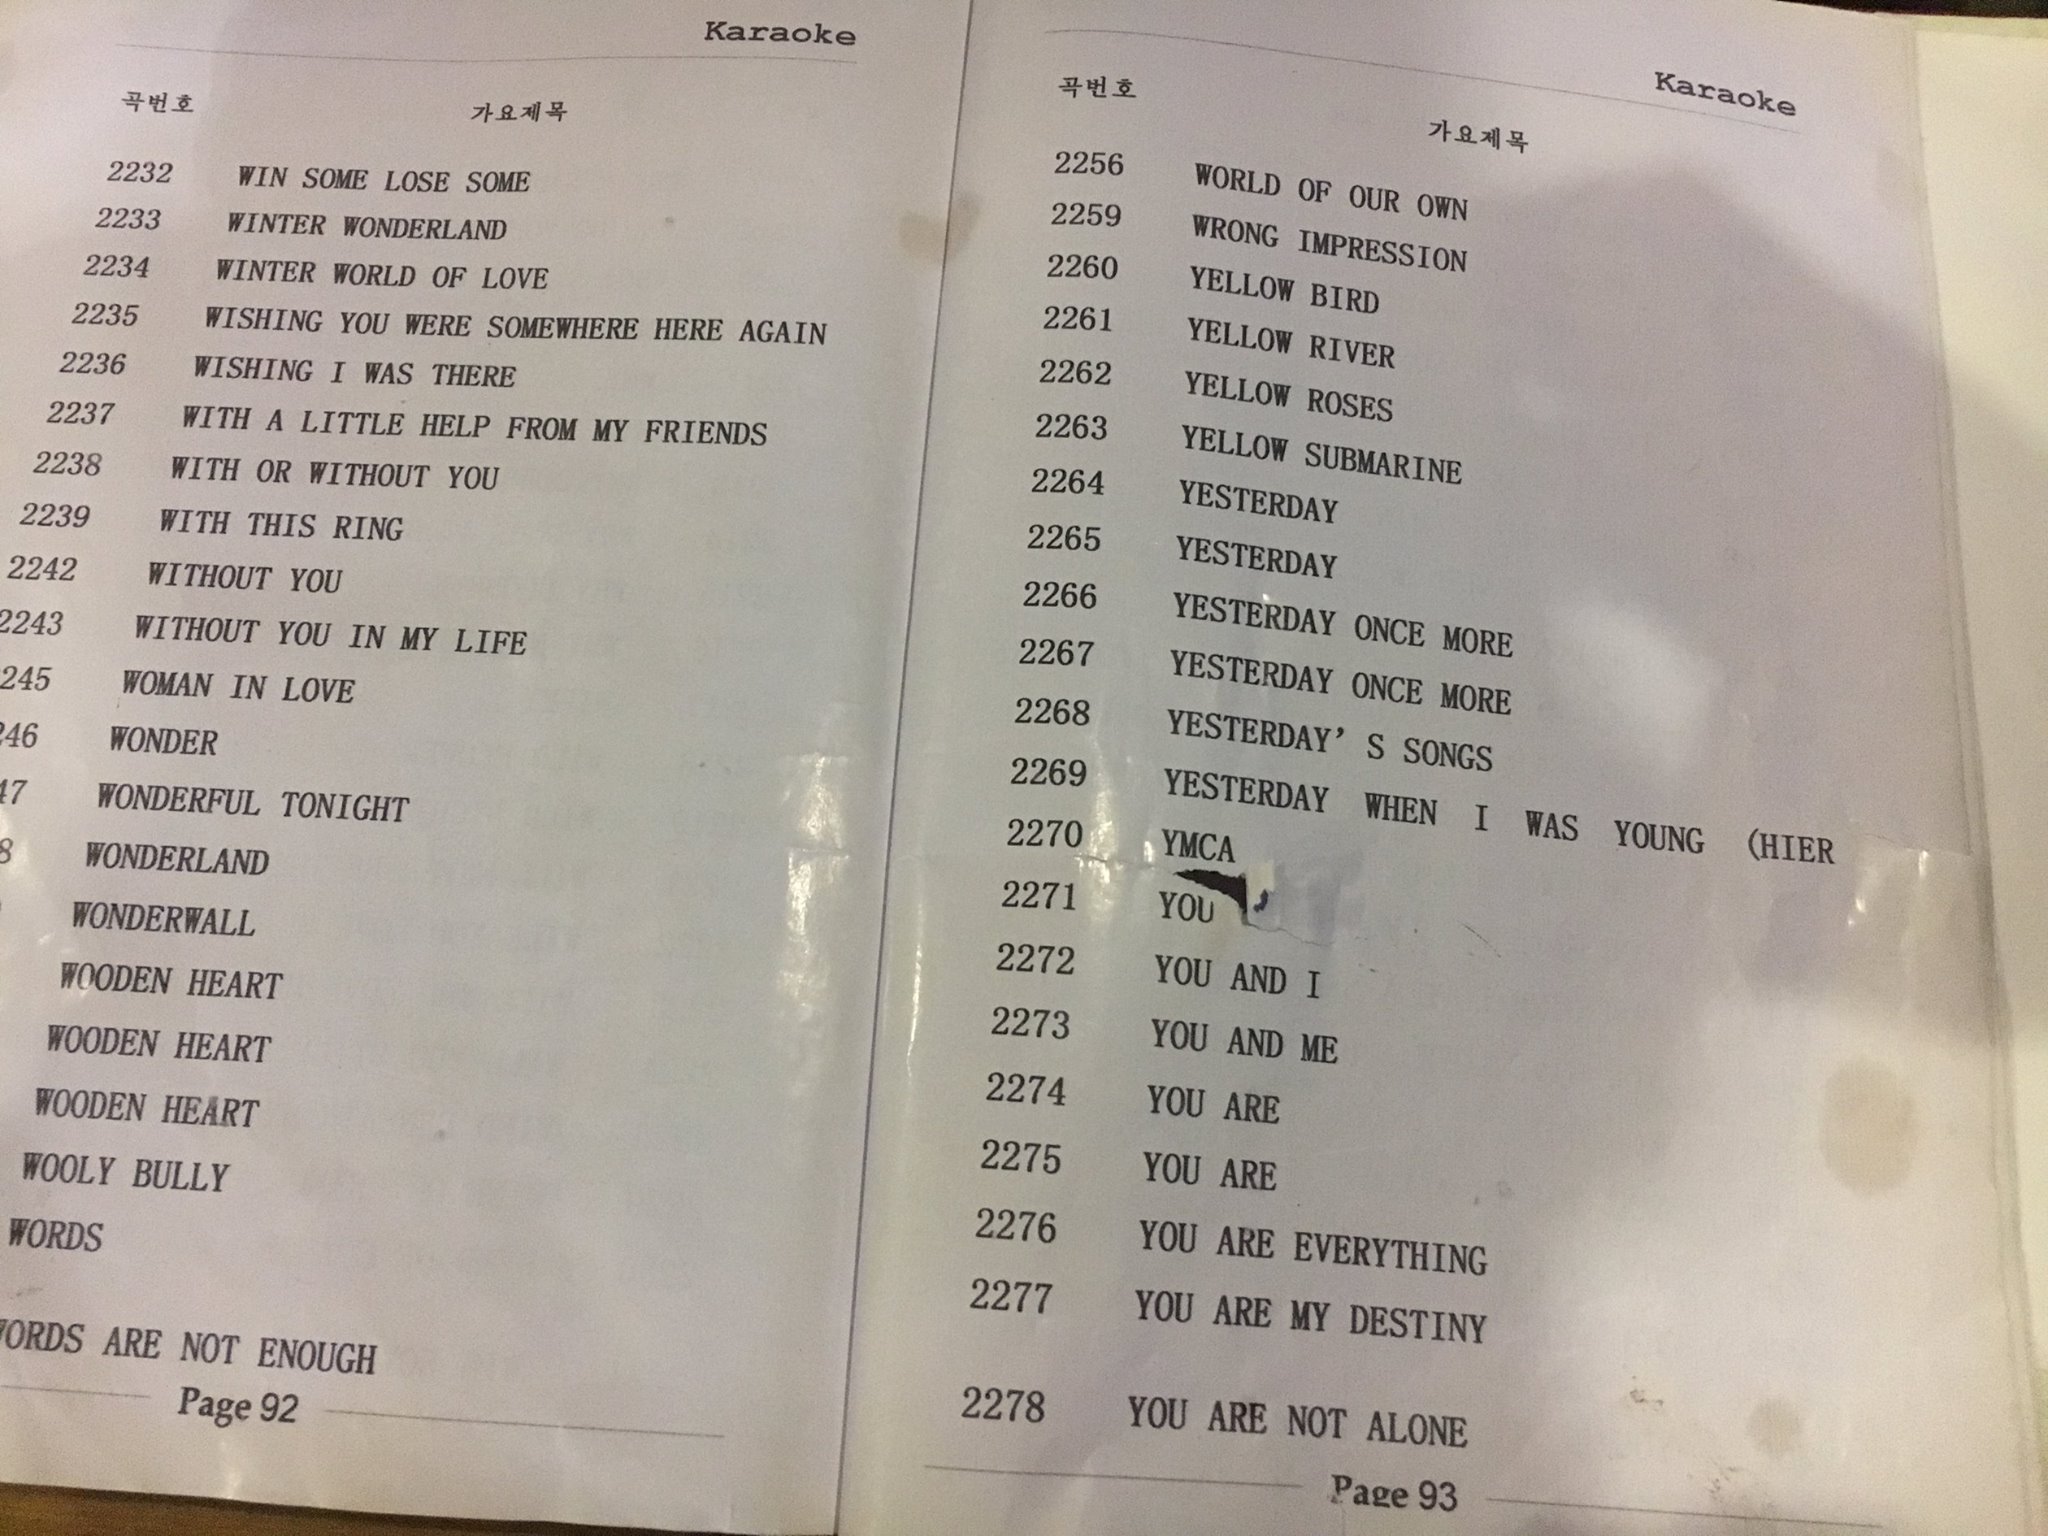 Karaoke
곡번호 가요제목
2232 WIN SOME LOSE SOME
2233 WINTER WONDERLAND
2234 WINTER WORLD OF LOVE
2235 WISHING YOU WERE SOMEWHERE HERE AGAIN
2236 WISHING I WAS THERE
2237 WITH A LITTLE HELP FROM MY FRIENDS
2238 WITH OR WITHOUT YOU
2239 WITH THIS RING
2242 WITHOUT YOU
2243 WITHOUT YOU IN MY LIFE
245 WOMAN IN LOVE
246 WONDER
47 WONDERFUL TONIGHT
8 WONDERLAND
WONDERWALL
WOODEN HEART
WOODEN HEART
WOODEN HEART
WOOLY BULLY
WORDS
WORDS ARE NOT ENOUGH
Page 92
Karaoke
곡번호 가요제목
2256 WORLD OF OUR OWN
2259 WRONG IMPRESSION
2260 YELLOW BIRD
2261 YELLOW RIVER
2262 YELLOW ROSES
2263 YELLOW SUBMARINE
2264 YESTERDAY
2265 YESTERDAY
2266 YESTERDAY ONCE MORE
2267 YESTERDAY ONCE MORE
2268 YESTERDAY'S SONGS
2269 YESTERDAY WHEN I WAS YOUNG (HIER
2270 YMCA
2271 YOU
2272 YOU AND I
2273 YOU AND ME
2274 YOU ARE
2275 YOU ARE
2276 YOU ARE EVERYTHING
2277 YOU ARE MY DESTINY
2278 YOU ARE NOT ALONE
Page 93